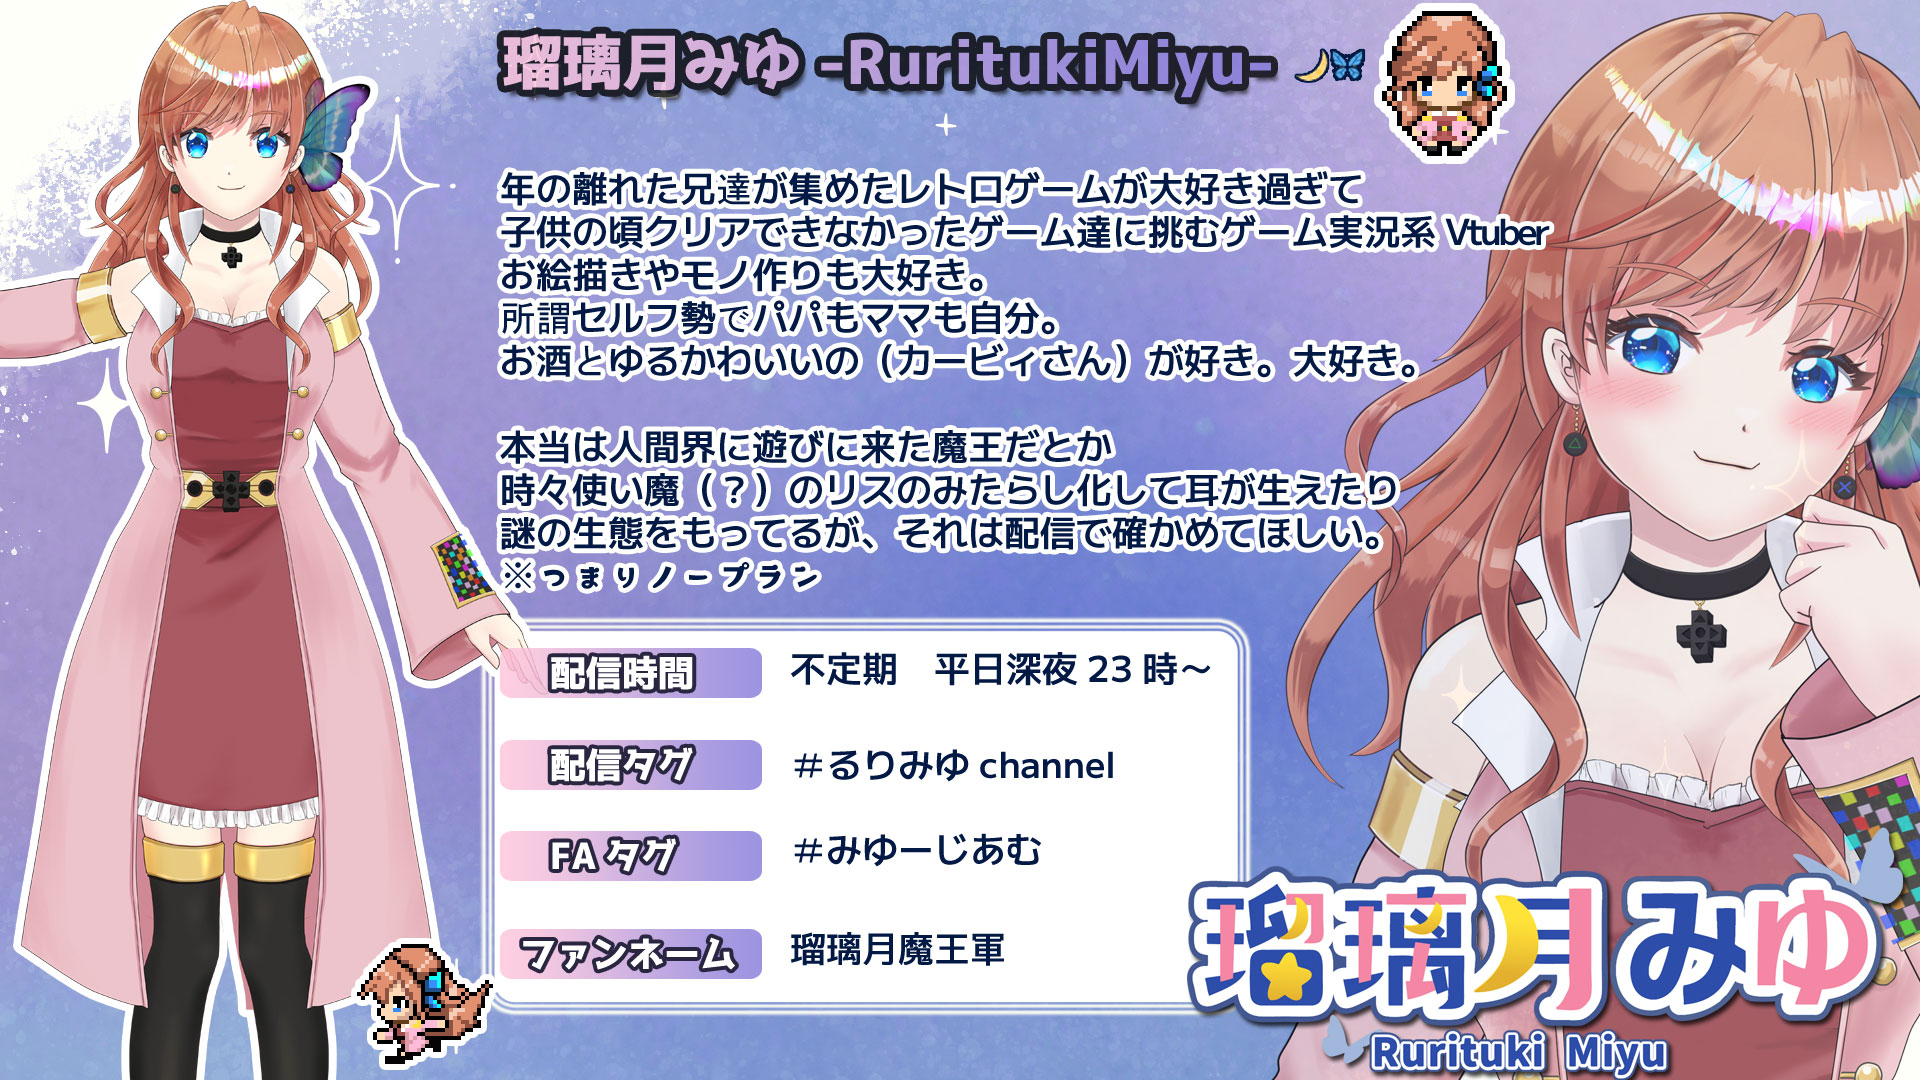 瑠璃月みゆ -RuritukiMiyu-
年の離れた兄達が集めたレトロゲームが大好き過ぎて
子供の頃クリアできなかったゲーム達に挑むゲーム実況系 Vtuber
お絵描きやモノ作りも大好き。
所謂セルフ勢でパパもママも自分。
お酒とゆるかわいいの（カービィさん）が好き。大好き。
本当は人間界に遊びに来た魔王だとか
時々使い魔（？）のリスのみたらし化して耳が生えたり
謎の生態をもってるが、それは配信で確かめてほしい。
※つまりノープラン
配信時間 不定期　平日深夜 23 時～
配信タグ ＃るりみゆ channel
FA タグ ＃みゆーじあむ
ファンネーム 瑠璃月魔王軍
瑠璃月みゆ
Rurituki Miyu